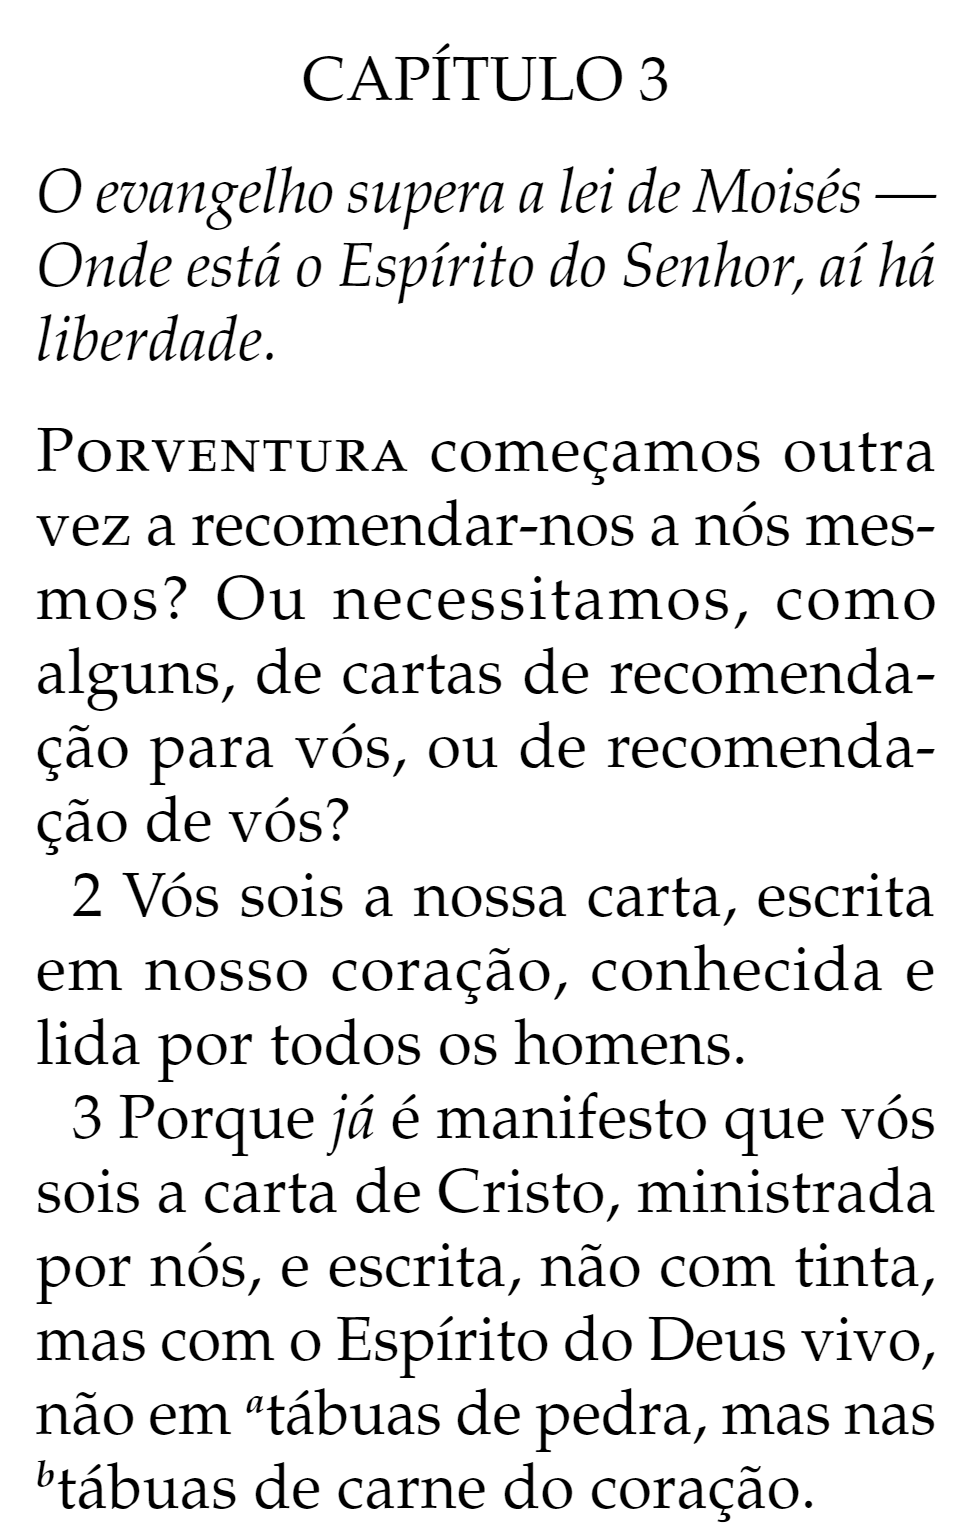 CAPÍTULO 3
O evangelho supera a lei de Moisés —
Onde está o Espírito do Senhor, aí há
liberdade.
PORVENTURA começamos outra
vez a recomendar-nos a nós mes-
mos? Ou necessitamos, como
alguns, de cartas de recomenda-
ção para vós, ou de recomenda-
ção de vós?
2 Vós sois a nossa carta, escrita
em nosso coração, conhecida e
lida por todos os homens.
3 Porque já é manifesto que vós
sois a carta de Cristo, ministrada
por nós, e escrita, não com tinta,
mas com o Espírito do Deus vivo,
não em ᵃtábuas de pedra, mas nas
ᵇtábuas de carne do coração.